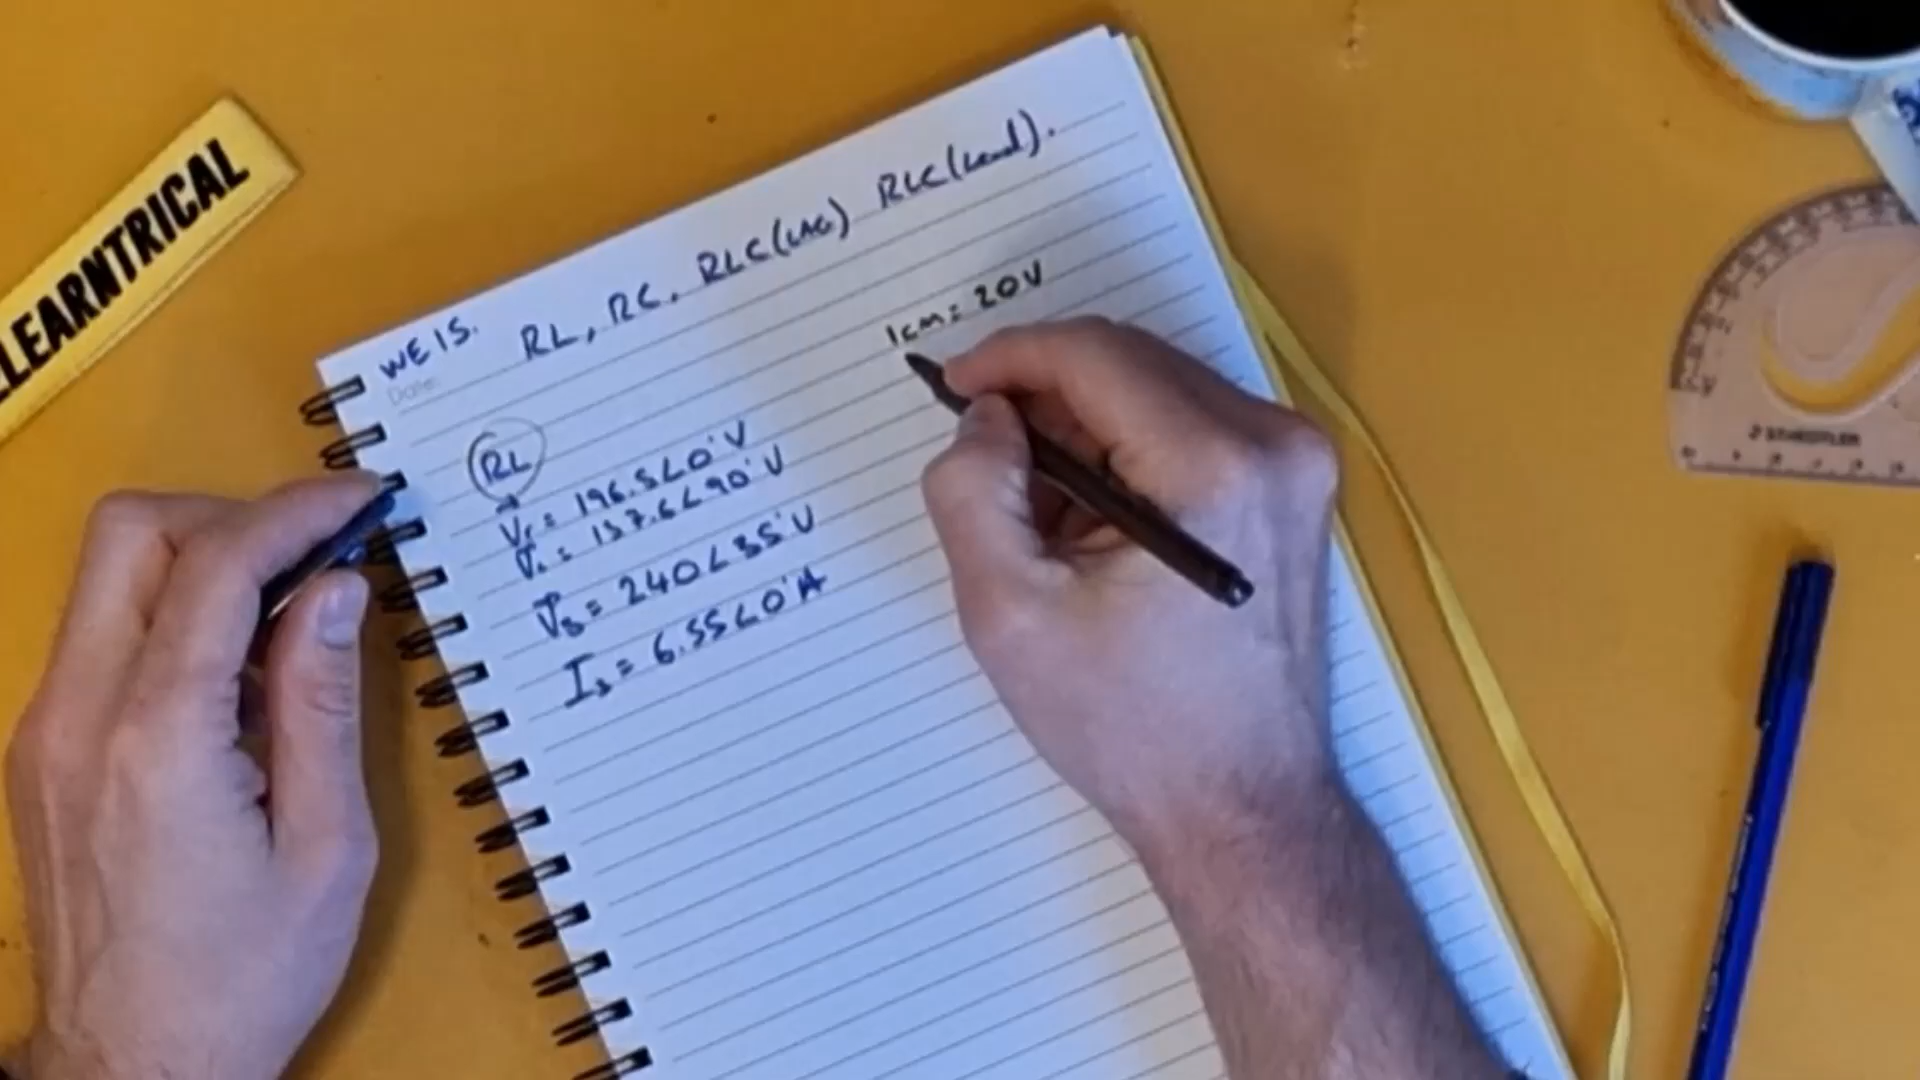 LEARNTRICAL
WE 15. RL, RC, RLC(LAG) RLC(Lead).
Date:
1cm = 20V
RL
Vr = 196.5∠0° V
VL = 137.6∠90° V
Vs = 240∠35° V
Is = 6.55∠0° A
STAEDTLER